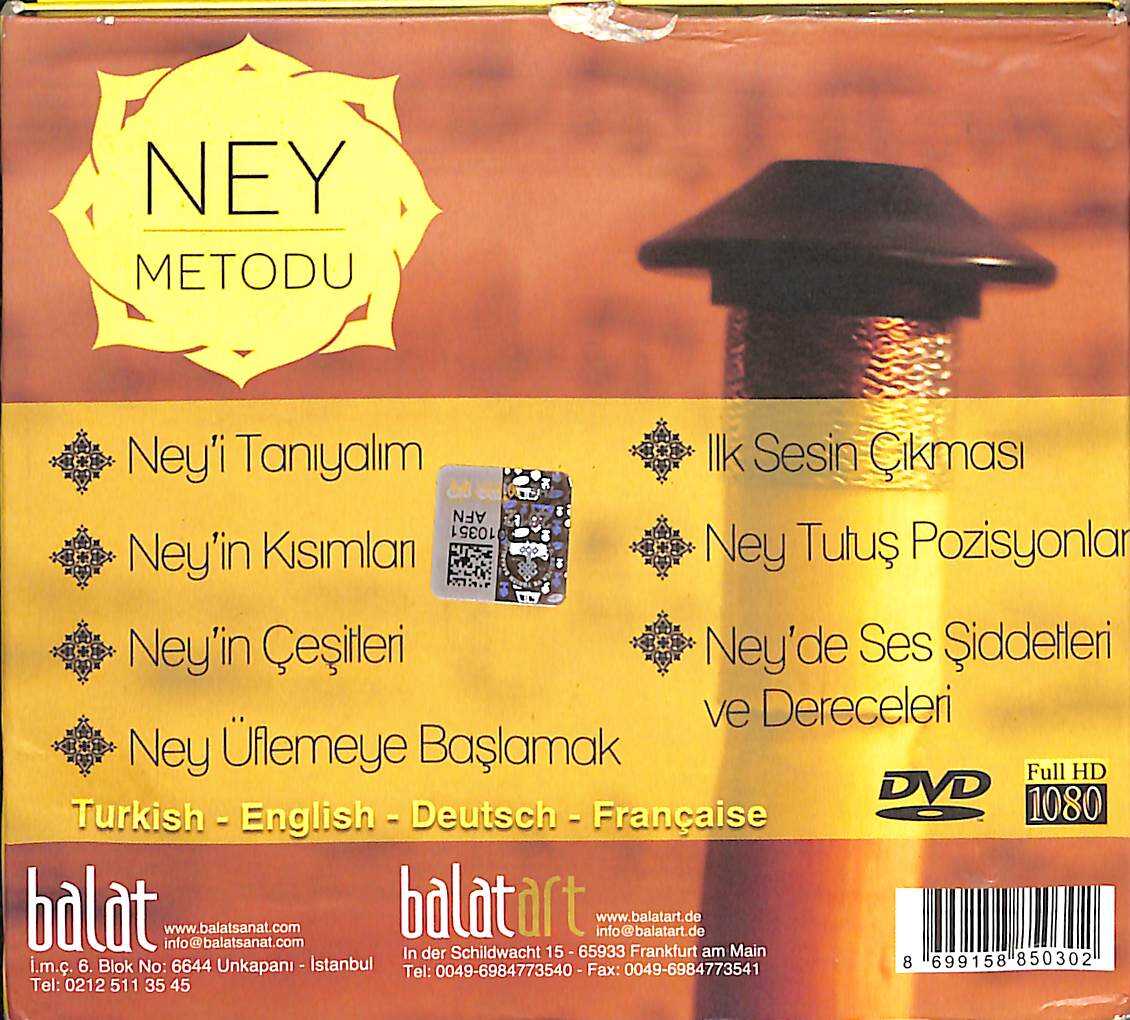 NEY
METODU
Ney'i Tanıyalım
Ney'in Kısımları
Ney'in Çeşitleri
Ney Üflemeye Başlamak
Ilk Sesin Çıkması
Ney Tutuş Pozisyonlar
Ney'de Ses Şiddetleri
ve Dereceleri
AFN
10351
Turkish - English - Deutsch - Française
DVD
Full HD
1080
balat
www.balatsanat.com
info@balatsanat.com
İ.m.ç. 6. Blok No: 6644 Unkapanı - İstanbul
Tel: 0212 511 35 45
balatart
www.balatart.de
info@balatart.de
In der Schildwacht 15 - 65933 Frankfurt am Main
Tel: 0049-6984773540 - Fax: 0049-6984773541
8 699158 850302